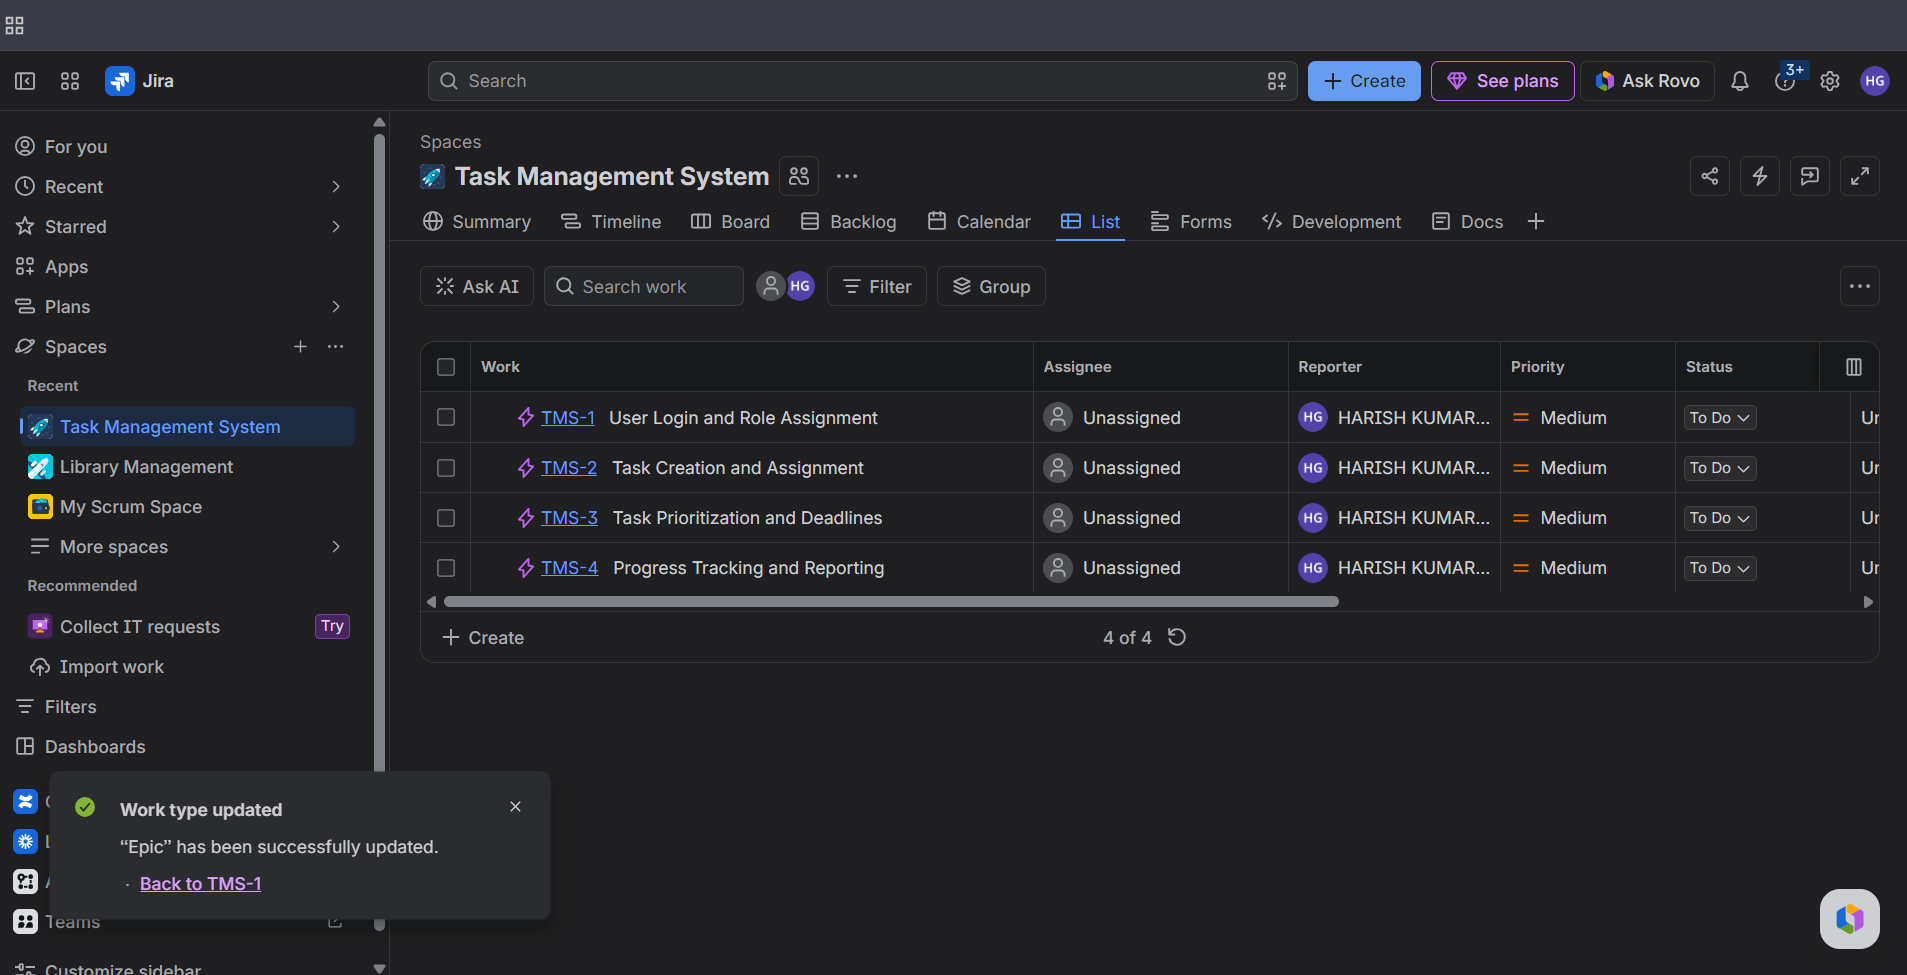 Jira
Search
Create
See plans
Ask Rovo
3+
HG
For you
Recent
Starred
Apps
Plans
Spaces
Recent
Task Management System
Library Management
My Scrum Space
More spaces
Recommended
Collect IT requests
Try
Import work
Filters
Dashboards
Teams
Customize sidebar
Spaces
Task Management System
Summary
Timeline
Board
Backlog
Calendar
List
Forms
Development
Docs
Ask AI
Search work
HG
Filter
Group
Work Assignee Reporter Priority Status
TMS-1 User Login and Role Assignment Unassigned HG HARISH KUMAR... Medium To Do Ur
TMS-2 Task Creation and Assignment Unassigned HG HARISH KUMAR... Medium To Do Ur
TMS-3 Task Prioritization and Deadlines Unassigned HG HARISH KUMAR... Medium To Do Ur
TMS-4 Progress Tracking and Reporting Unassigned HG HARISH KUMAR... Medium To Do Ur
Create
4 of 4
Work type updated
“Epic” has been successfully updated.
· Back to TMS-1